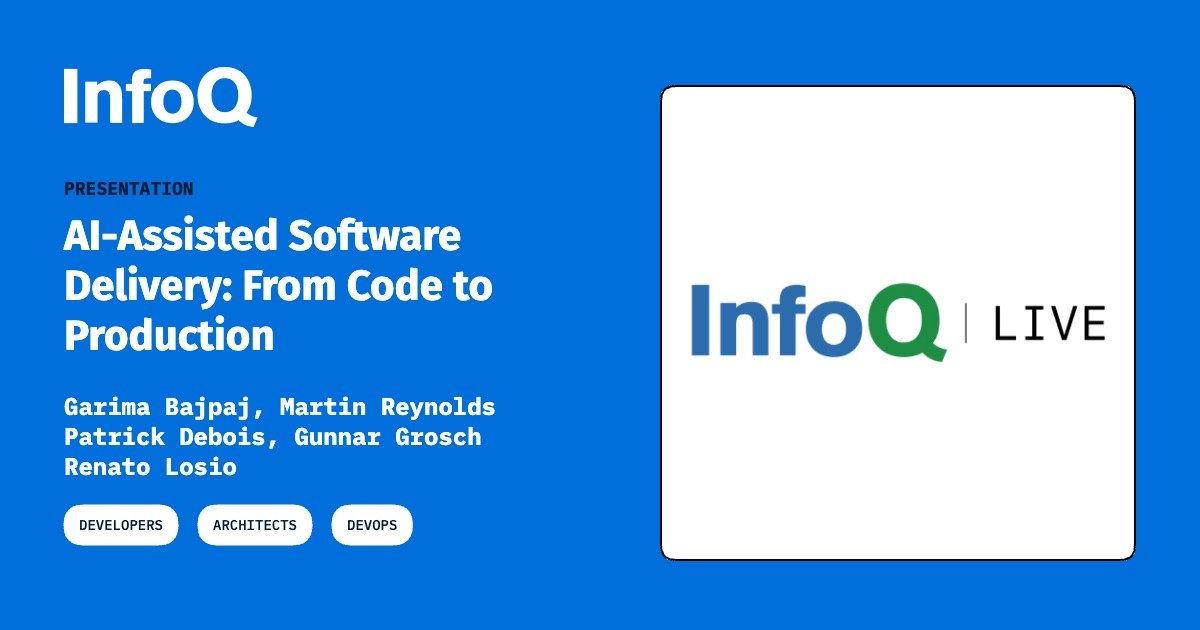 InfoQ
PRESENTATION
AI-Assisted Software
Delivery: From Code to
Production
Garima Bajpaj, Martin Reynolds
Patrick Debois, Gunnar Grosch
Renato Losio
DEVELOPERS
ARCHITECTS
DEVOPS
InfoQ | LIVE